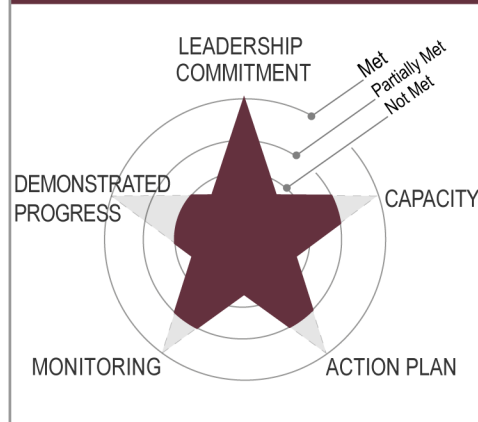 LEADERSHIP
COMMITMENT
Met
Partially Met
Not Met
DEMONSTRATED
PROGRESS
CAPACITY
MONITORING
ACTION PLAN